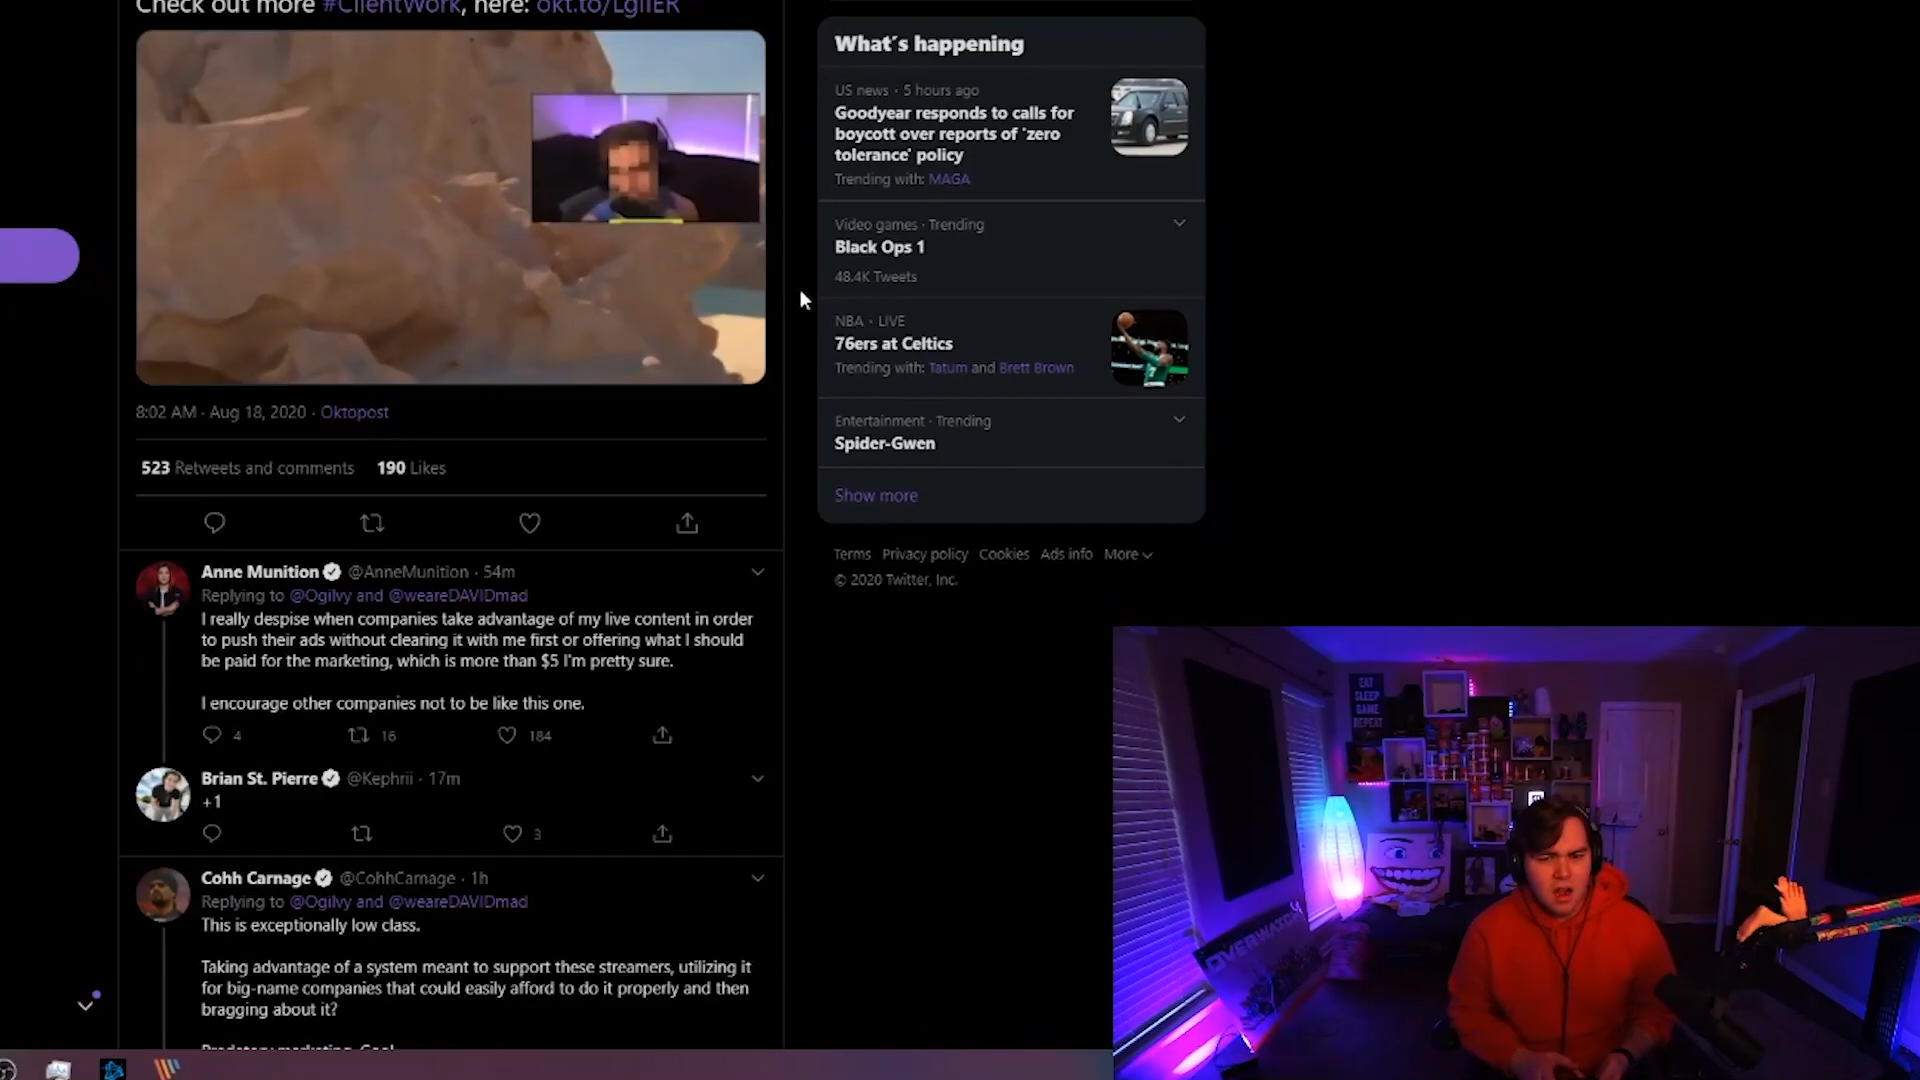 Check out more #ClientWork, here: okt.to/LgIIER
8:02 AM · Aug 18, 2020 · Oktopost
523 Retweets and comments 190 Likes
Anne Munition @AnneMunition · 54m
Replying to @Ogilvy and @weareDAVIDmad
I really despise when companies take advantage of my live content in order
to push their ads without clearing it with me first or offering what I should
be paid for the marketing, which is more than $5 I'm pretty sure.
I encourage other companies not to be like this one.
4 16 184
Brian St. Pierre @Kephrii · 17m
+1
3
Cohh Carnage @CohhCarnage · 1h
Replying to @Ogilvy and @weareDAVIDmad
This is exceptionally low class.
Taking advantage of a system meant to support these streamers, utilizing it
for big-name companies that could easily afford to do it properly and then
bragging about it?
Predatory marketing. Cool.
What´s happening
US news · 5 hours ago
Goodyear responds to calls for
boycott over reports of 'zero
tolerance' policy
Trending with: MAGA
Video games · Trending
Black Ops 1
48.4K Tweets
NBA · LIVE
76ers at Celtics
Trending with: Tatum and Brett Brown
Entertainment · Trending
Spider-Gwen
Show more
Terms Privacy policy Cookies Ads info More
© 2020 Twitter, Inc.
EAT
SLEEP
GAME
REPEAT
OVERWATCH